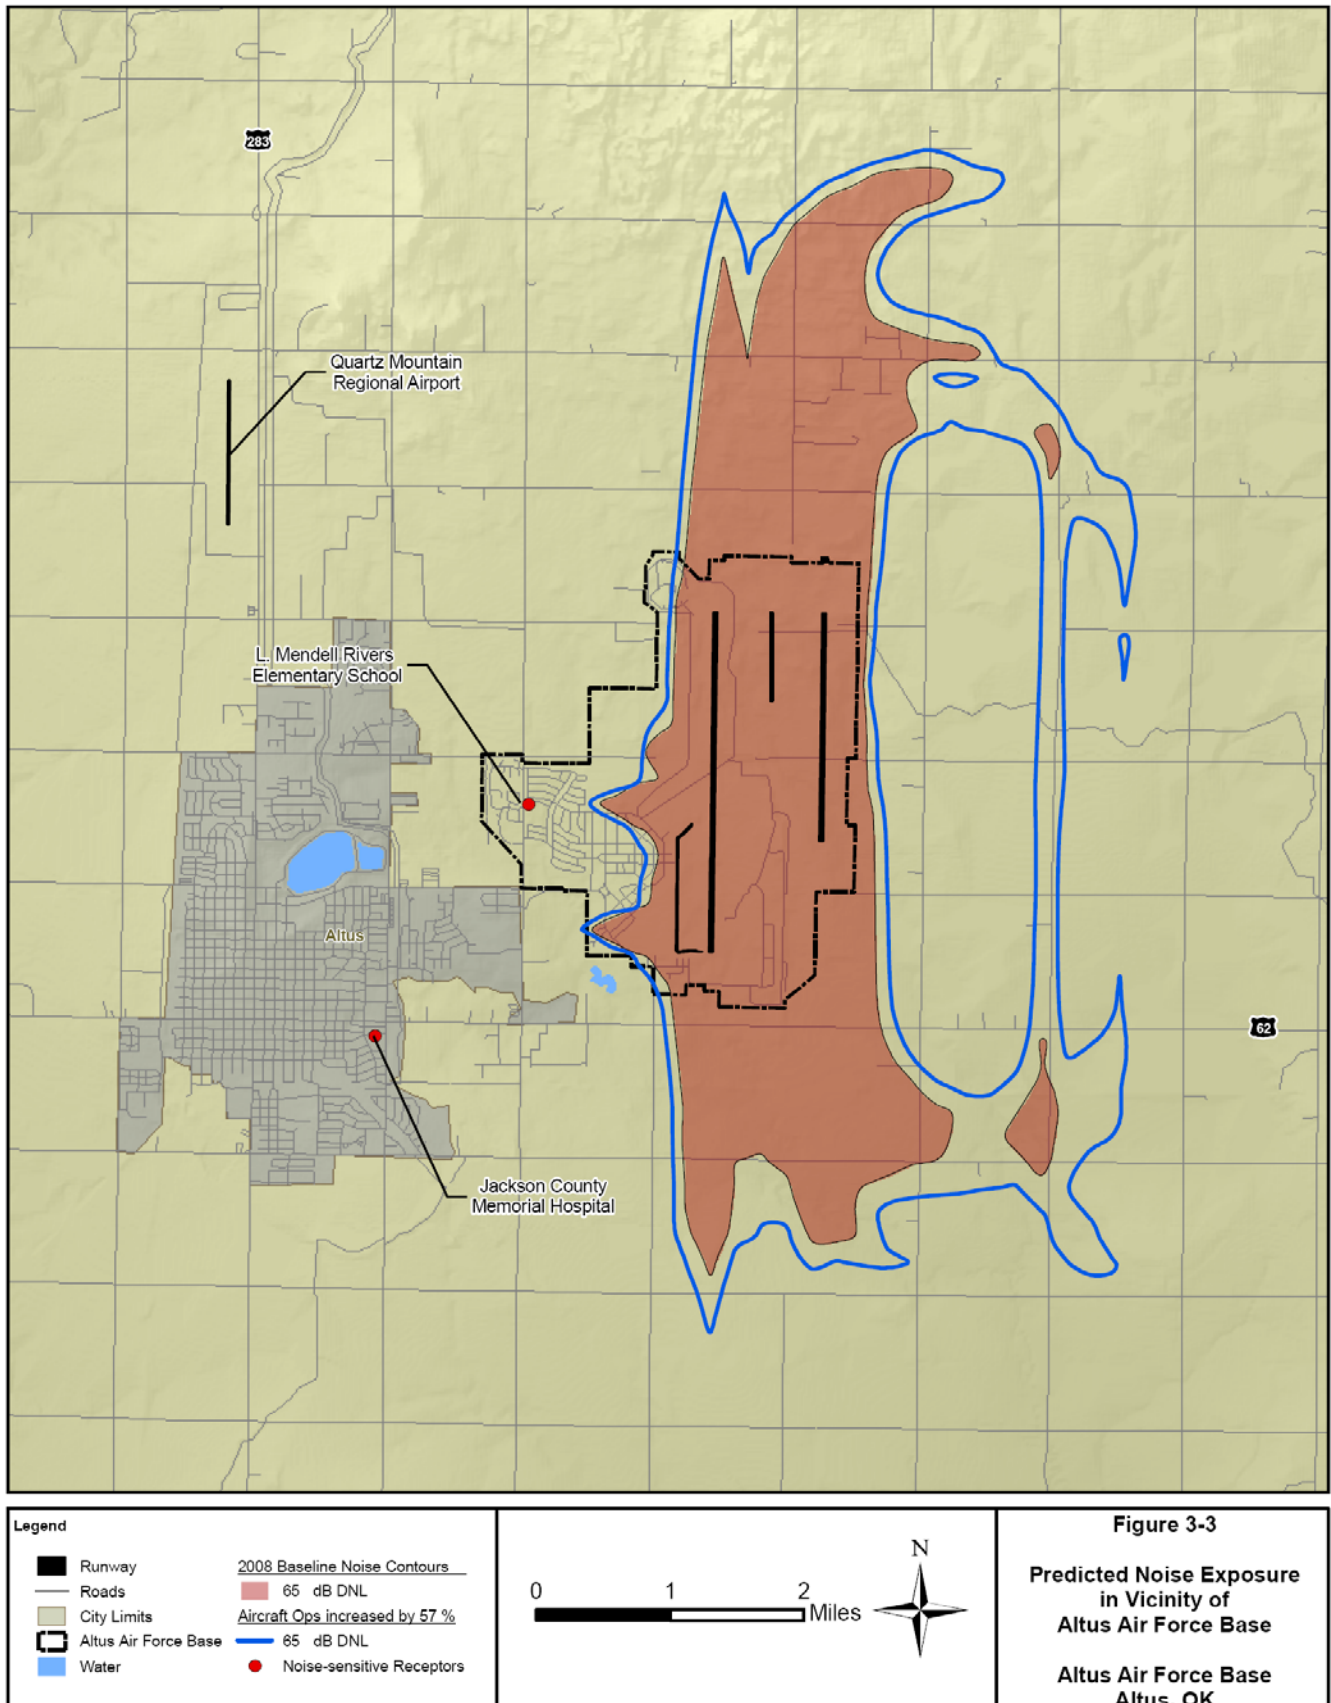 283
Quartz Mountain
Regional Airport
L. Mendell Rivers
Elementary School
Altus
62
Jackson County
Memorial Hospital
Legend
Runway
Roads
City Limits
Altus Air Force Base
Water
2008 Baseline Noise Contours
65 dB DNL
Aircraft Ops increased by 57 %
65 dB DNL
Noise-sensitive Receptors
0 1 2
Miles
N
Figure 3-3
Predicted Noise Exposure
in Vicinity of
Altus Air Force Base
Altus Air Force Base
Altus, OK